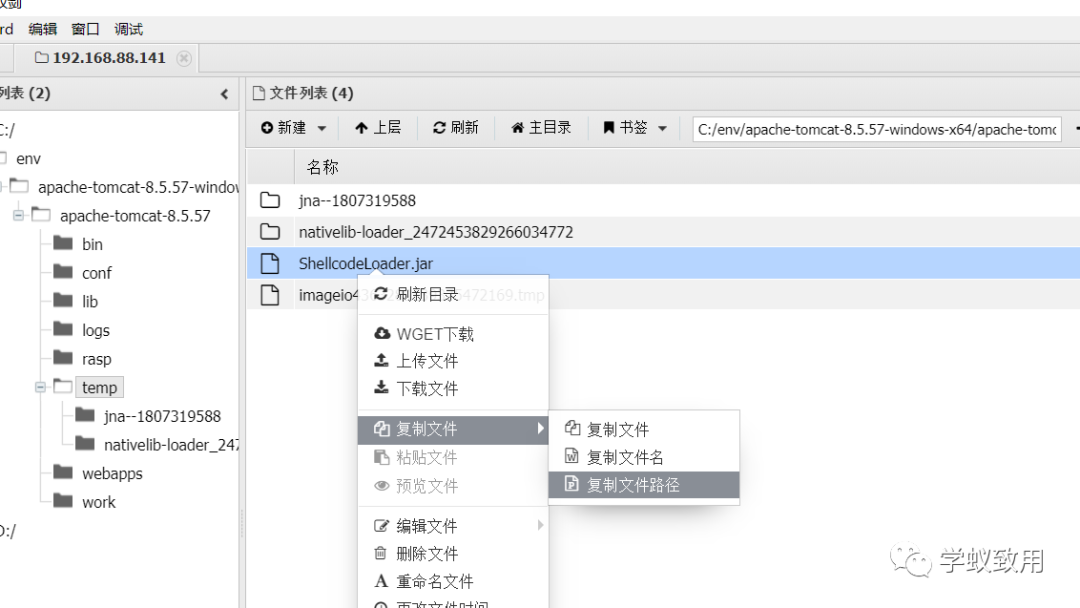 rd 编辑 窗口 调试
192.168.88.141
列表 (2)
文件列表 (4)
新建 上层 刷新 主目录 书签 C:/env/apache-tomcat-8.5.57-windows-x64/apache-tomc
名称
C:/
env
apache-tomcat-8.5.57-windov
apache-tomcat-8.5.57
bin
conf
lib
logs
rasp
temp
jna--1807319588
nativelib-loader_247
webapps
work
D:/
jna--1807319588
nativelib-loader_2472453829266034772
ShellcodeLoader.jar
刷新目录
WGET下载
上传文件
下载文件
复制文件
粘贴文件
预览文件
编辑文件
删除文件
重命名文件
更改文件时间
复制文件
复制文件名
复制文件路径
学蚁致用